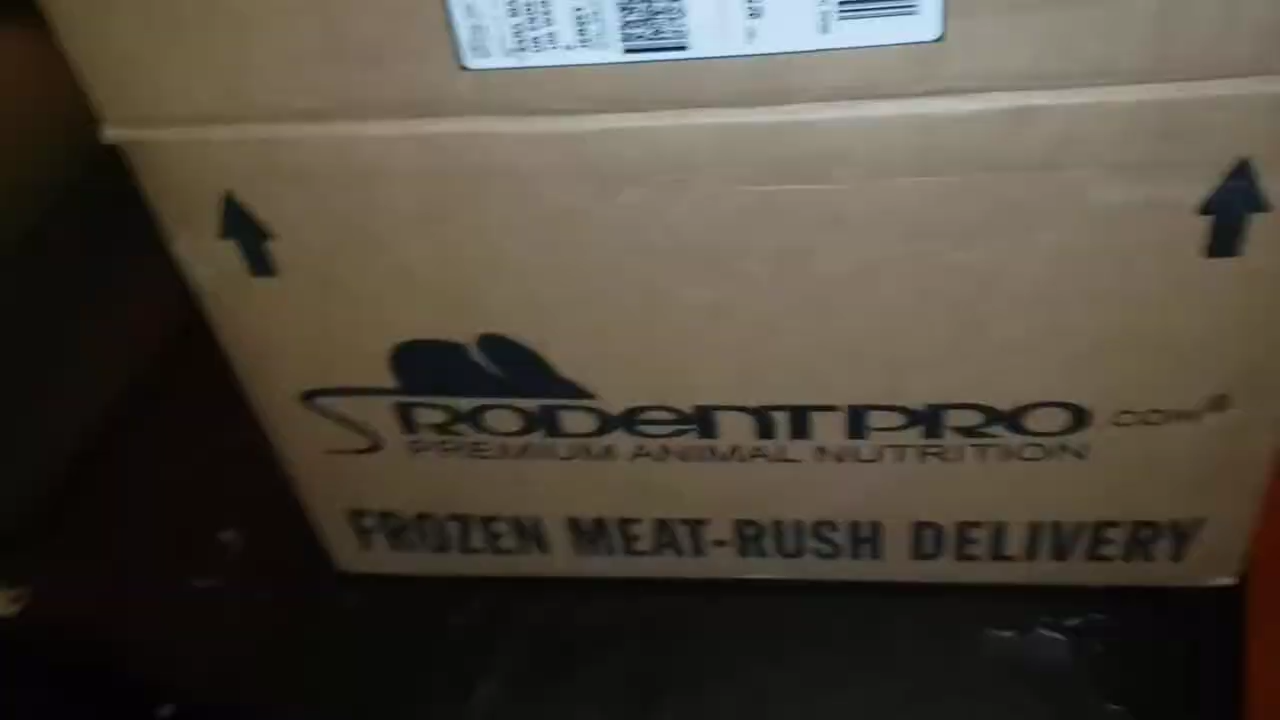 RODENTPRO.COM®
PREMIUM ANIMAL NUTRITION
FROZEN MEAT-RUSH DELIVERY